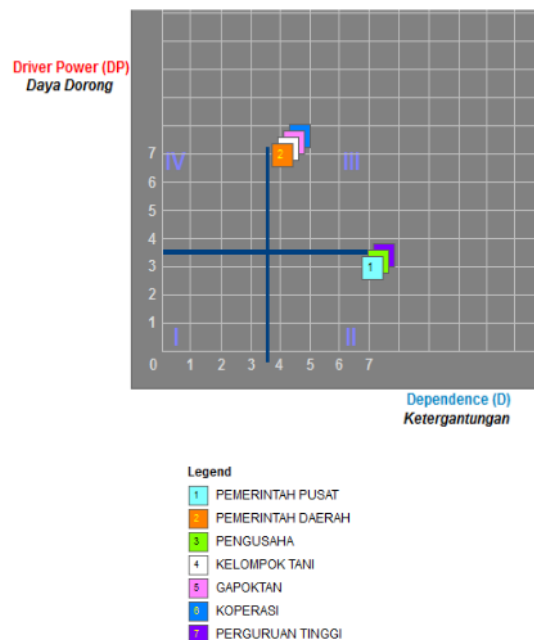 Driver Power (DP)
Daya Dorong
7 IV III
2
6
5
4
3
1
2
1
I II
0 1 2 3 4 5 6 7
Dependence (D)
Ketergantungan
Legend
1 PEMERINTAH PUSAT
2 PEMERINTAH DAERAH
3 PENGUSAHA
4 KELOMPOK TANI
5 GAPOKTAN
6 KOPERASI
7 PERGURUAN TINGGI